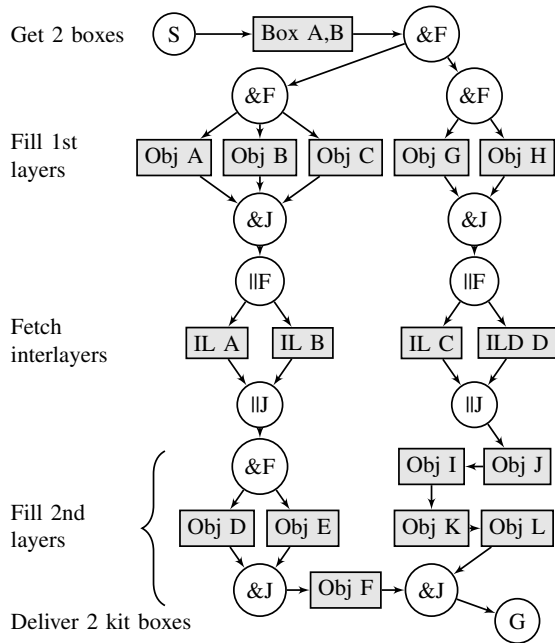 Get 2 boxes
S
Box A,B
&F
&F
&F
Fill 1st
layers
Obj A
Obj B
Obj C
Obj G
Obj H
&J
&J
||F
||F
Fetch
interlayers
IL A
IL B
IL C
ILD D
||J
||J
&F
Obj I
Obj J
Fill 2nd
layers
Obj D
Obj E
Obj K
Obj L
&J
Obj F
&J
Deliver 2 kit boxes
G